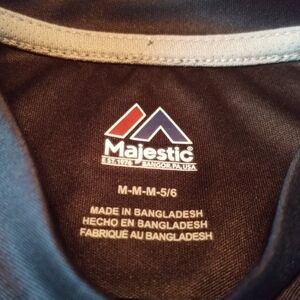 Majestic
EST. 1976 BANGOR, PA, USA
M-M-M-5/6
MADE IN BANGLADESH
HECHO EN BANGLADESH
FABRIQUÉ AU BANGLADESH